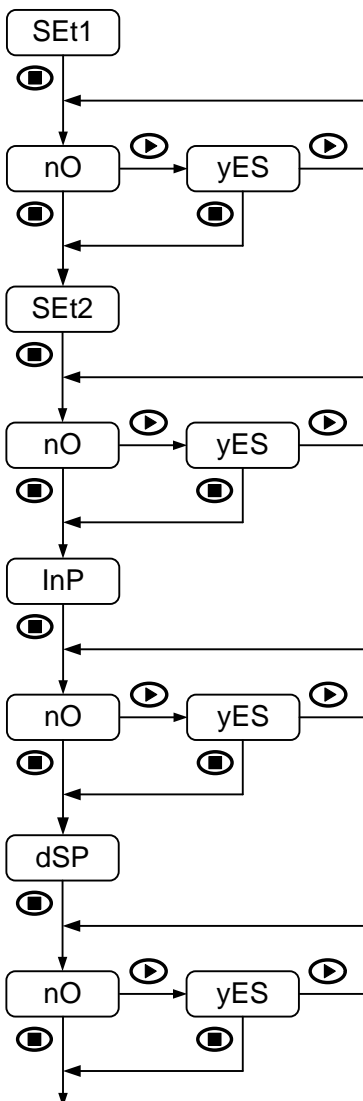 SEt1
nO yES
SEt2
nO yES
InP
nO yES
dSP
nO yES